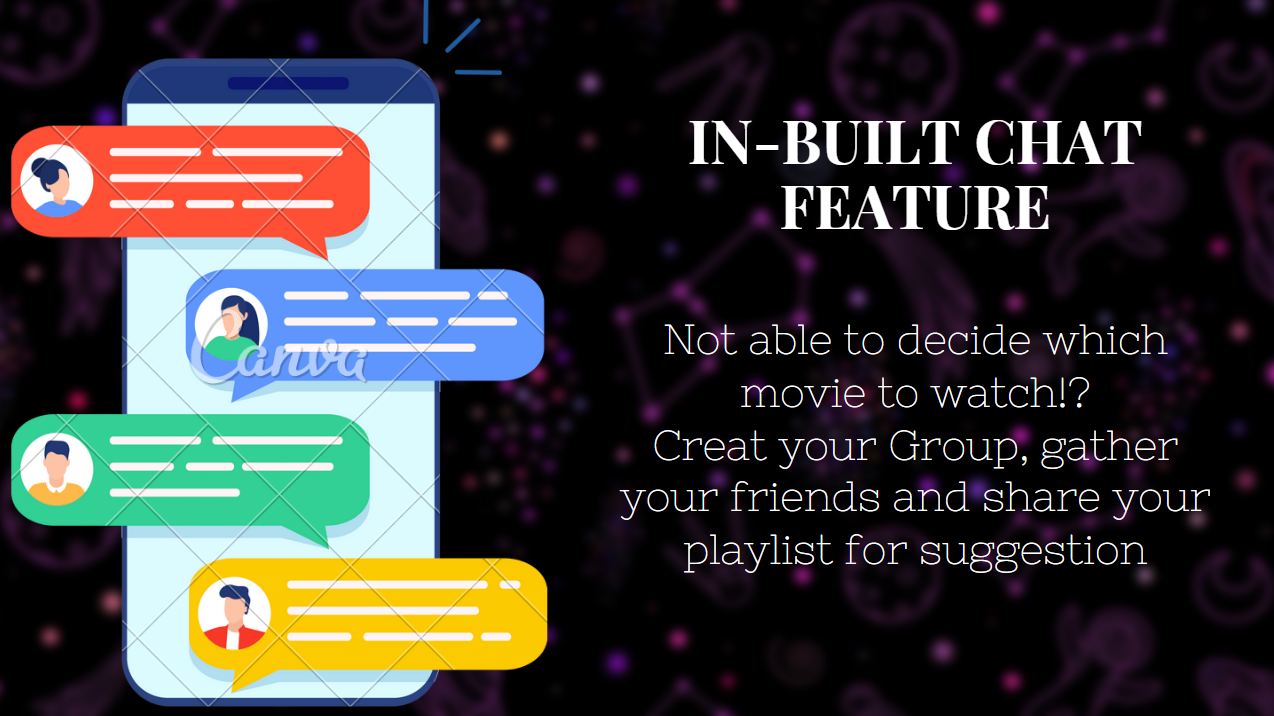 IN-BUILT CHAT
FEATURE
Not able to decide which
movie to watch!?
Creat your Group, gather
your friends and share your
playlist for suggestion
Canva